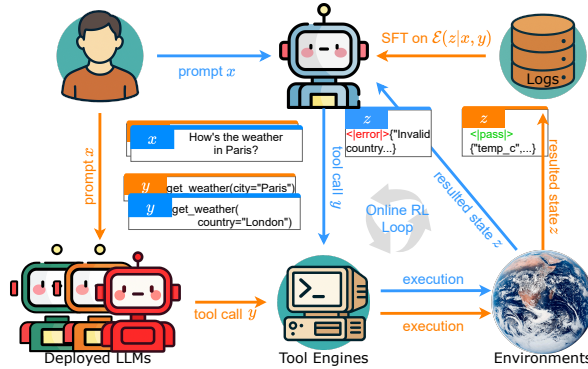 SFT on ℰ(z|x, y)
Logs
prompt x
z
<|error|>{"Invalid
country...}
z
<|pass|>
{"temp_c",...}
x
How's the weather
in Paris?
prompt x
y
get_weather(city="Paris")
y
get_weather(
country="London")
tool call y
Online RL
Loop
resulted state z
resulted state z
tool call y
execution
execution
Deployed LLMs
Tool Engines
Environments